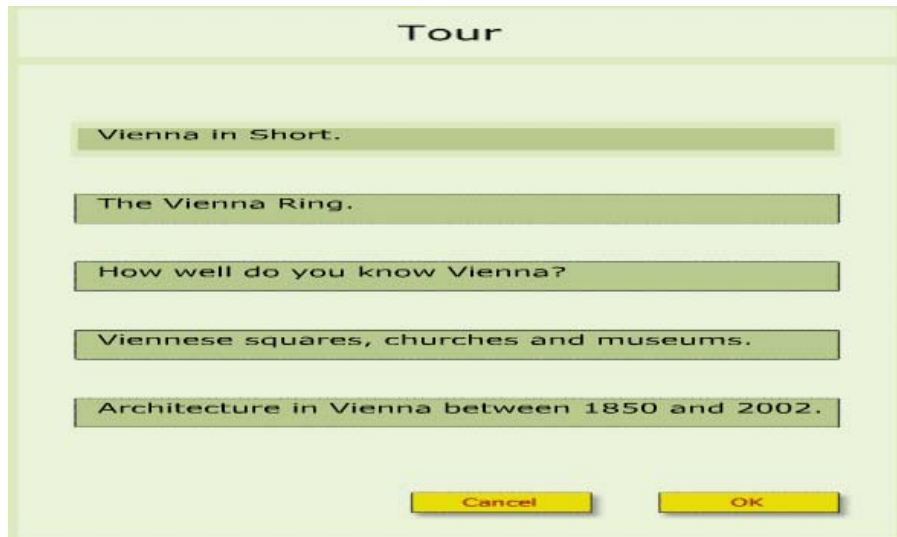 Tour
Vienna in Short.
The Vienna Ring.
How well do you know Vienna?
Viennese squares, churches and museums.
Architecture in Vienna between 1850 and 2002.
Cancel OK